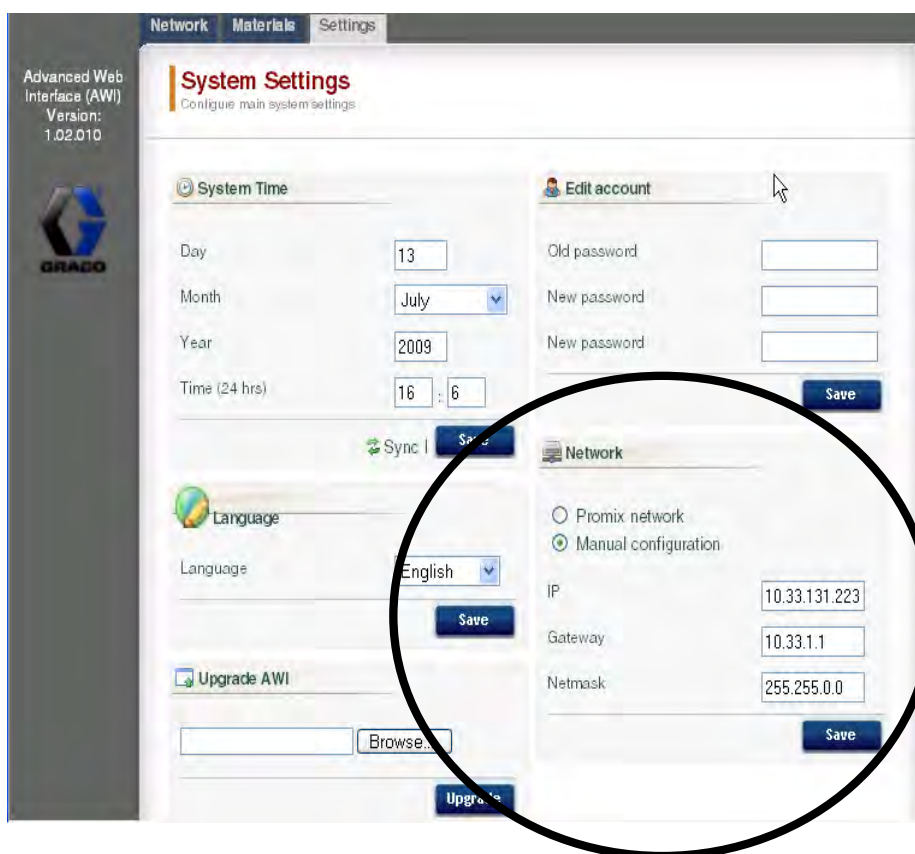 Network Materials Settings
Advanced Web
Interface (AWI)
Version:
1.02.010
GRACO
System Settings
Configure main system settings
System Time
Day 13
Month July
Year 2009
Time (24 hrs) 16 : 6
Sync | Save
Language
Language English
Save
Upgrade AWI
Browse...
Upgrade
Edit account
Old password
New password
New password
Save
Network
Promix network
Manual configuration
IP 10.33.131.223
Gateway 10.33.1.1
Netmask 255.255.0.0
Save